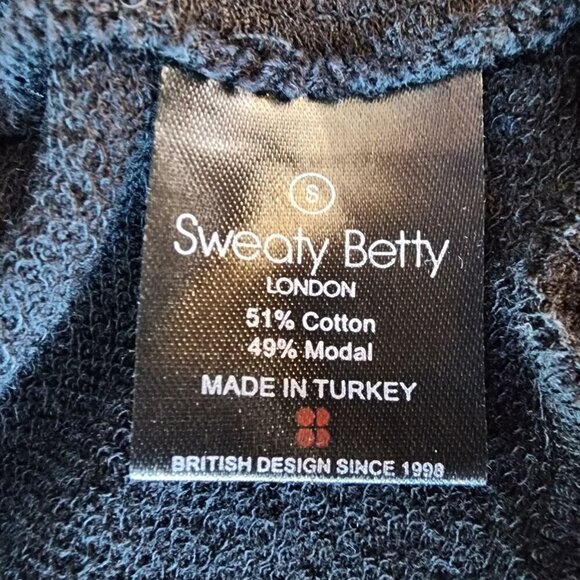 S
Sweaty Betty
LONDON
51% Cotton
49% Modal
MADE IN TURKEY
BRITISH DESIGN SINCE 1998